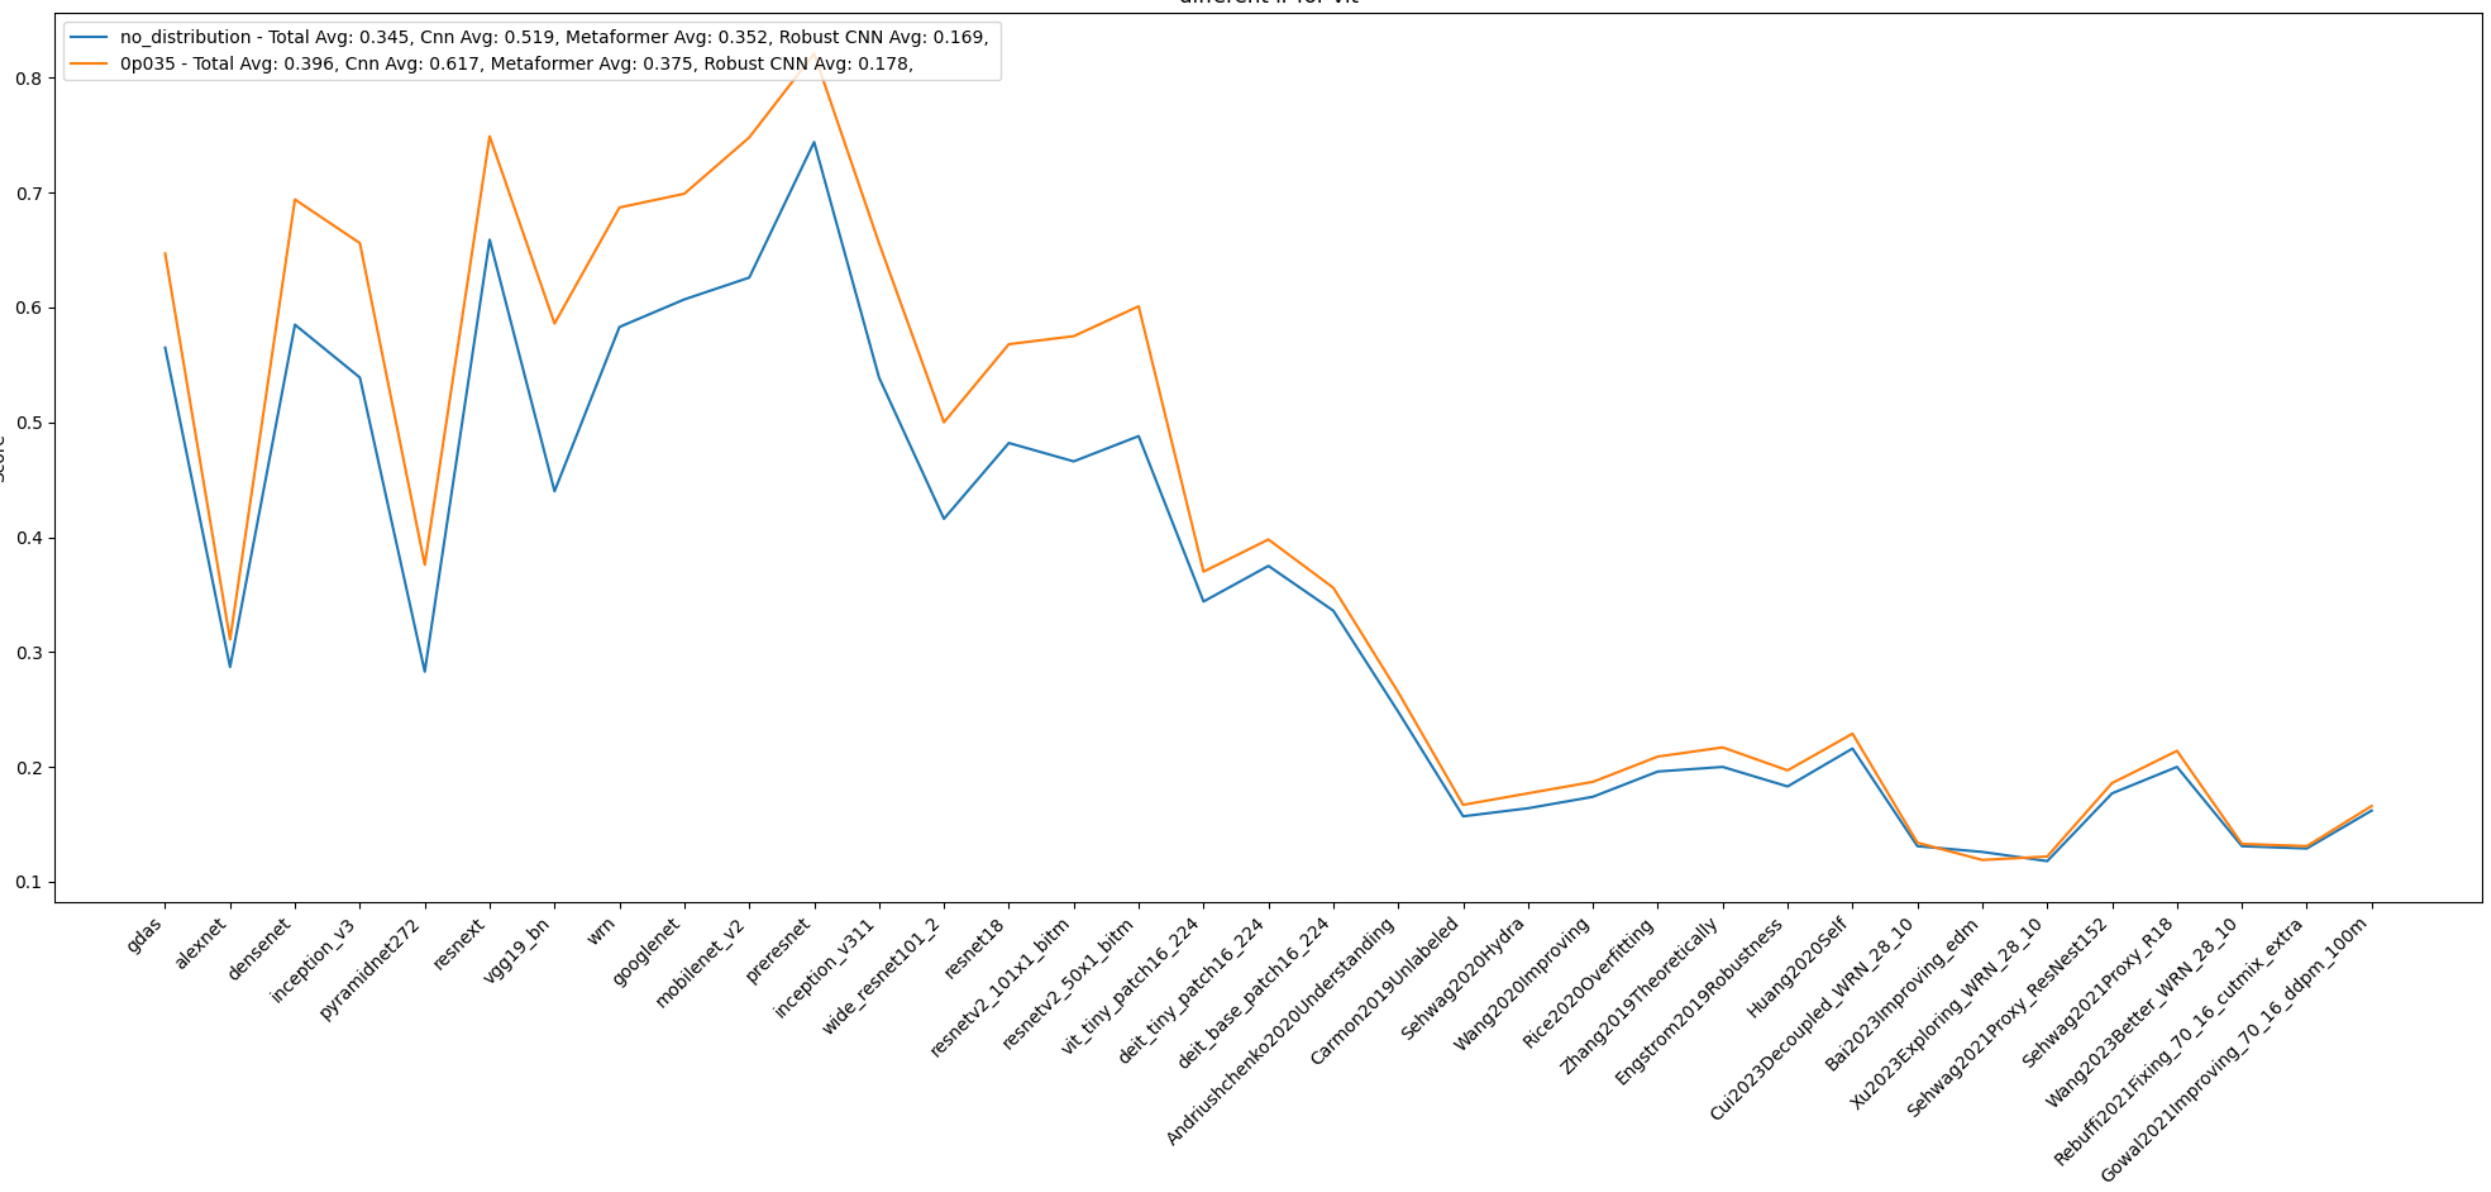 no_distribution - Total Avg: 0.345, Cnn Avg: 0.519, Metaformer Avg: 0.352, Robust CNN Avg: 0.169,
0p035 - Total Avg: 0.396, Cnn Avg: 0.617, Metaformer Avg: 0.375, Robust CNN Avg: 0.178,
0.8
0.7
0.6
0.5
0.4
0.3
0.2
0.1
gdas
alexnet
densenet
inception_v3
pyramidnet272
resnext
vgg19_bn
wrn
googlenet
mobilenet_v2
preresnet
inception_v311
wide_resnet101_2
resnet18
resnetv2_101x1_bitm
resnetv2_50x1_bitm
vit_tiny_patch16_224
deit_tiny_patch16_224
deit_base_patch16_224
Andriushchenko2020Understanding
Carmon2019Unlabeled
Sehwag2020Hydra
Wang2020Improving
Rice2020Overfitting
Zhang2019Theoretically
Engstrom2019Robustness
Huang2020Self
Cui2023Decoupled_WRN_28_10
Bai2023Improving_edm
Xu2023Exploring_WRN_28_10
Sehwag2021Proxy_ResNest152
Sehwag2021Proxy_R18
Wang2023Better_WRN_28_10
Rebuffi2021Fixing_70_16_cutmix_extra
Gowal2021Improving_70_16_ddpm_100m